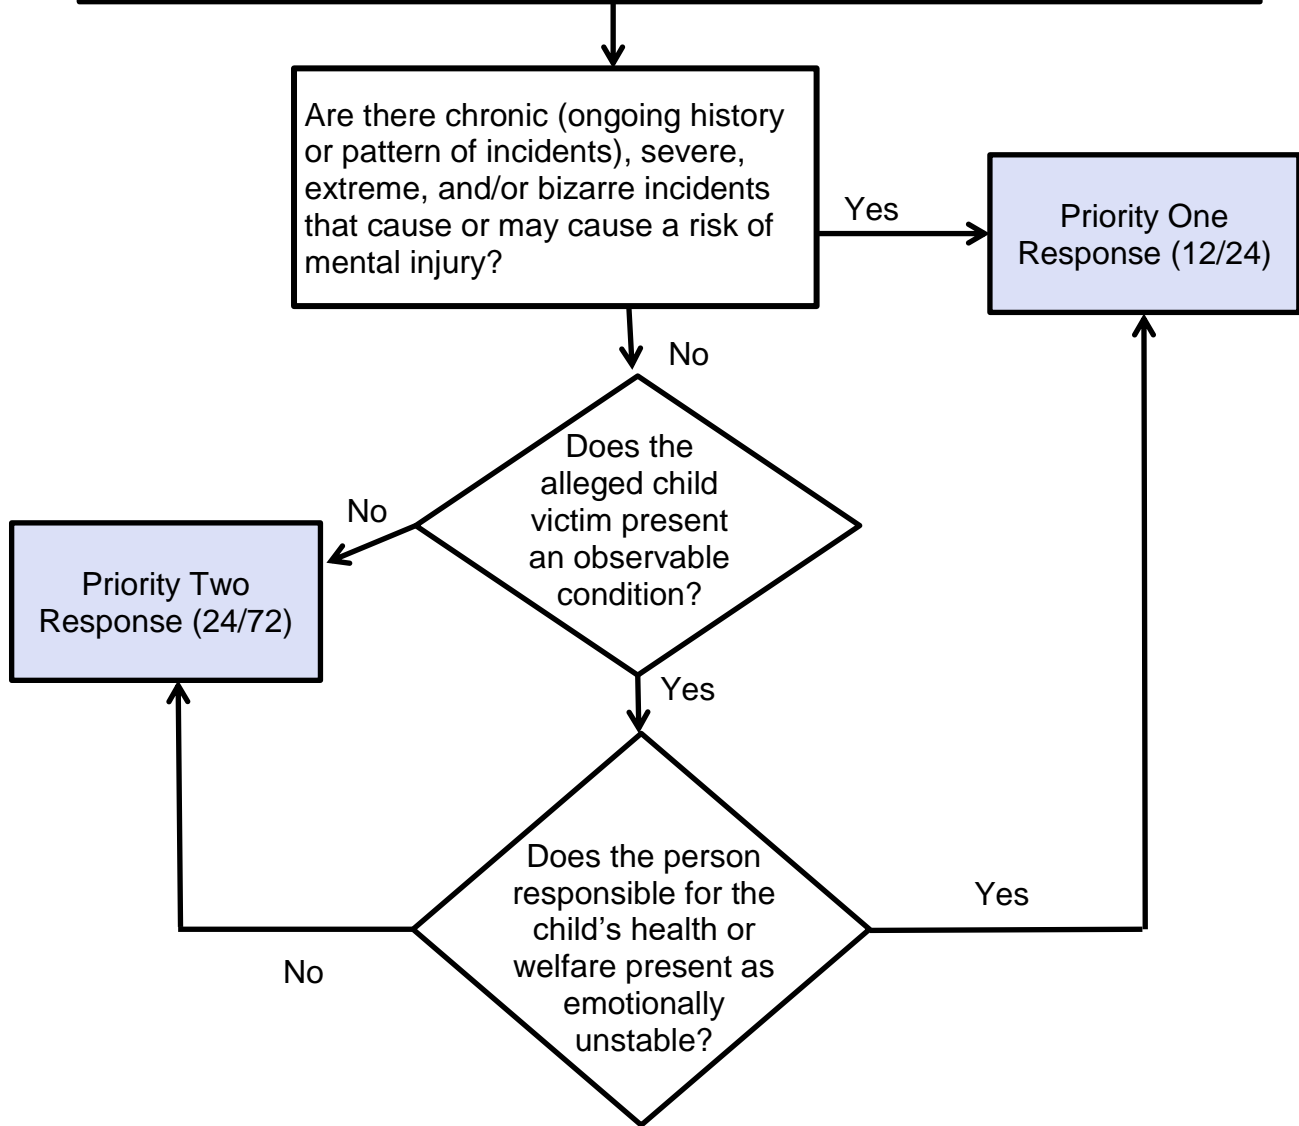 Are there chronic (ongoing history
or pattern of incidents), severe,
extreme, and/or bizarre incidents
that cause or may cause a risk of
mental injury?
Yes
Priority One
Response (12/24)
No
Does the
alleged child
victim present
an observable
condition?
No
Priority Two
Response (24/72)
Yes
Does the person
responsible for the
child’s health or
welfare present as
emotionally
unstable?
Yes
No